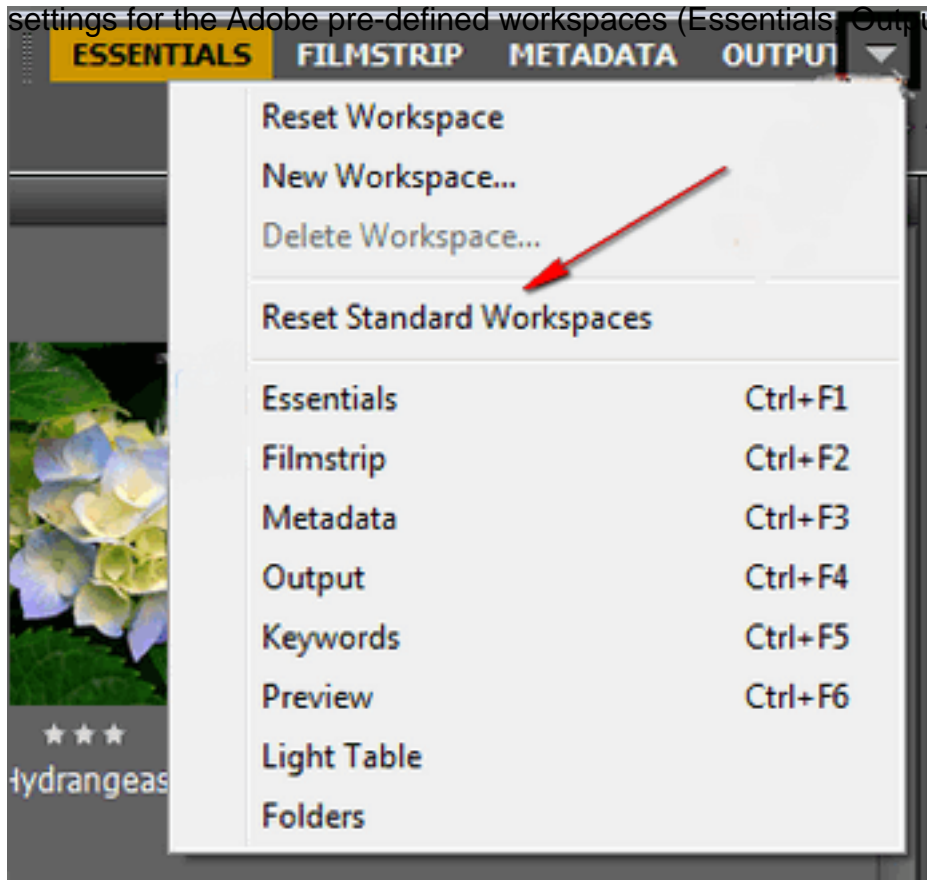 settings for the Adobe pre-defined workspaces (Essentials,
ESSENTIALS FILMSTRIP METADATA OUTPUT
Reset Workspace
New Workspace...
Delete Workspace...
Reset Standard Workspaces
Essentials Ctrl+F1
Filmstrip Ctrl+F2
Metadata Ctrl+F3
Output Ctrl+F4
Keywords Ctrl+F5
Preview Ctrl+F6
Light Table
Folders
Hydrangeas